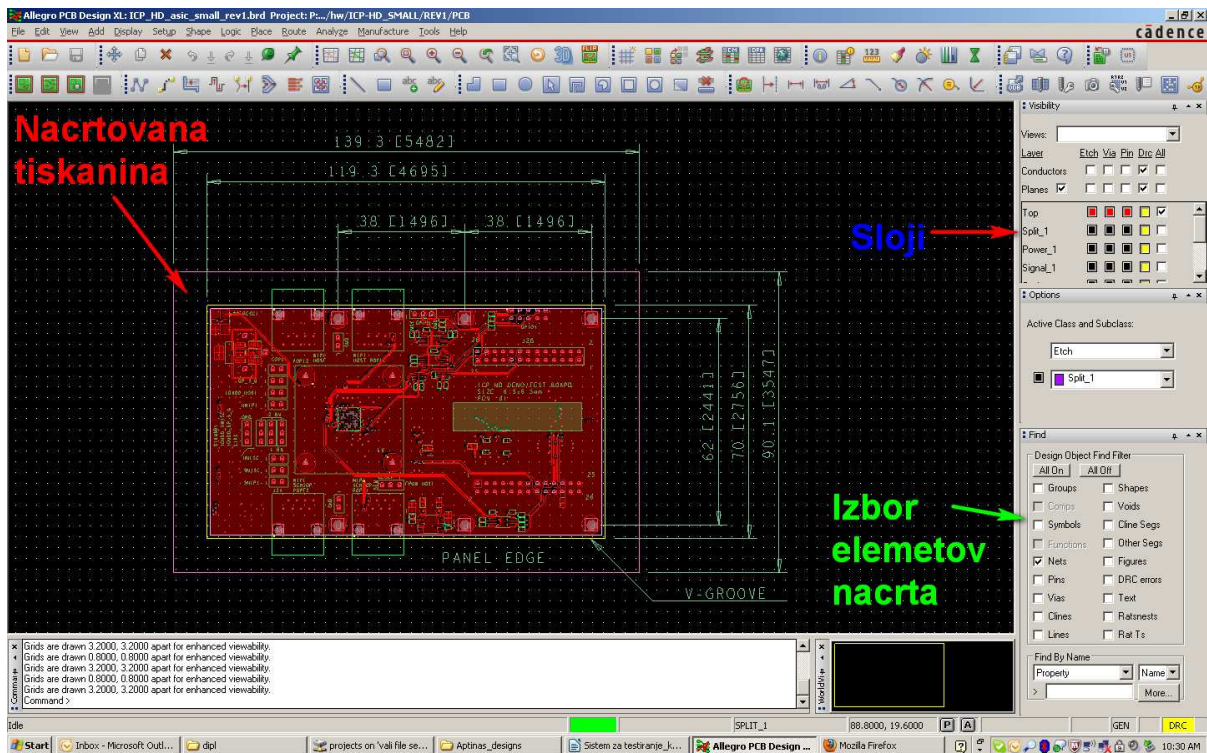 Allegro PCB Design XL: ICP_HD_asic_small_rev1.brd Project: P:.../hw/ICP-HD_SMALL/REV1/PCB
File Edit View Add Display Setup Shape Logic Place Route Analyze Manufacture Tools Help
cādence
Nacrtovana
tiskanina
139.3 [5482]
119.3 [4695]
38 [1496] 38 [1496]
62 [2441]
70 [2756]
90.1 [3547]
PANEL EDGE
V-GROOVE
Sloji
Izbor
elemetov
nacrta
Visibility
Views:
Layer Etch Via Pin Drc All
Conductors
Planes
Top
Split_1
Power_1
Signal_1
Options
Active Class and Subclass:
Etch
Split_1
Find
Design Object Find Filter
All On All Off
Groups Shapes
Comps Voids
Symbols Cline Segs
Functions Other Segs
Nets Figures
Pins DRC errors
Vias Text
Clines Ratsnests
Lines Rat Ts
Find By Name
Property Name
> More...
Grids are drawn 3.2000, 3.2000 apart for enhanced viewability.
Grids are drawn 0.8000, 0.8000 apart for enhanced viewability.
Grids are drawn 3.2000, 3.2000 apart for enhanced viewability.
Grids are drawn 0.8000, 0.8000 apart for enhanced viewability.
Grids are drawn 3.2000, 3.2000 apart for enhanced viewability.
Command >
Idle SPLIT_1 88.8000, 19.6000 P A GEN DRC
Start Inbox - Microsoft Outl... dipl projects on 'vali file se... Aptinas_designs Sistem za testiranje_k... Allegro PCB Design ... Mozilla Firefox 10:30 AM